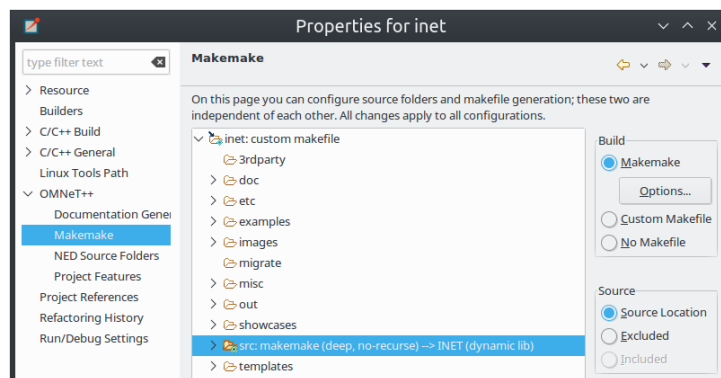 Properties for inet
type filter text
Resource
Builders
C/C++ Build
C/C++ General
Linux Tools Path
OMNeT++
Documentation Gene
Makemake
NED Source Folders
Project Features
Project References
Refactoring History
Run/Debug Settings
Makemake
On this page you can configure source folders and makefile generation; these two are
independent of each other. All changes apply to all configurations.
inet: custom makefile
3rdparty
doc
etc
examples
images
migrate
misc
out
showcases
src: makemake (deep, no-recurse) --> INET (dynamic lib)
templates
Build
Makemake
Options...
Custom Makefile
No Makefile
Source
Source Location
Excluded
Included